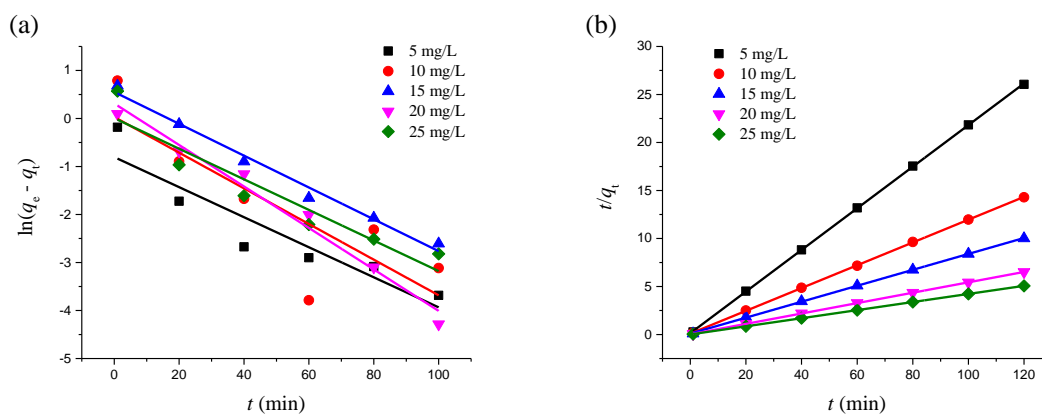 (a)
5 mg/L
10 mg/L
15 mg/L
20 mg/L
25 mg/L
1
0
-1
-2
-3
-4
-5
ln(qe - qt)
0 20 40 60 80 100
t (min)
(b)
5 mg/L
10 mg/L
15 mg/L
20 mg/L
25 mg/L
30
25
20
15
10
5
0
t/qt
0 20 40 60 80 100 120
t (min)